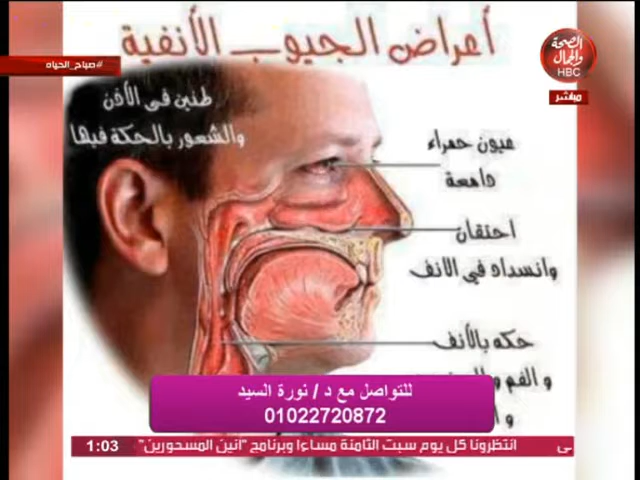 أعراض الجيوب الأنفية
الصحة
والجمال
HBC
مباشر
#صباح_الحياه
طنين فى الأذن
والشعور بالحكة فيها
عيون حمراء
دامعة
احتقان
وانسداد في الانف
حكه بالأنف
و الفم و
للتواصل مع د / نورة السيد
01022720872
انتظرونا كل يوم سبت الثامنة مساءا وبرنامج "أنين المسحورين"
1:03